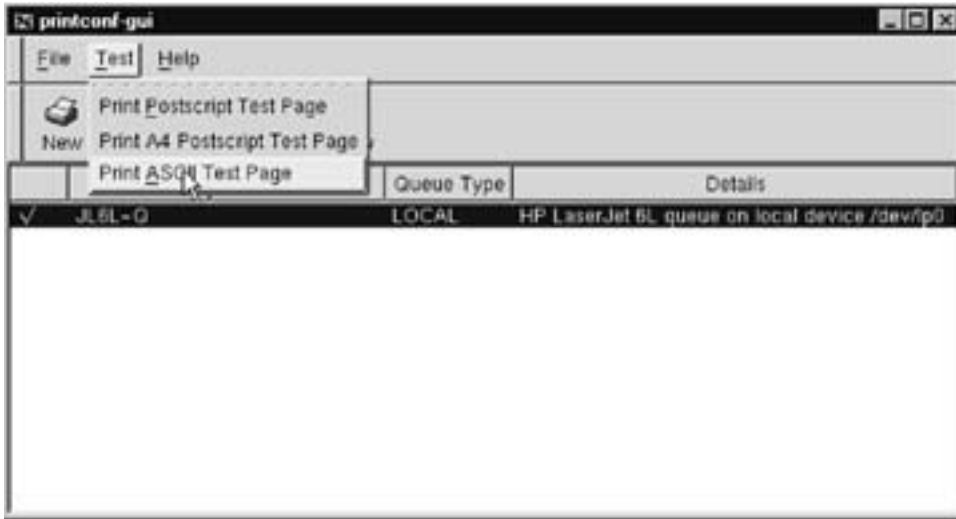 printconf-gui
File Test Help
Print Postscript Test Page
New Print A4 Postscript Test Page
Print ASCII Test Page
Queue Type Details
LOCAL HP LaserJet 6L queue on local device /dev/lp0